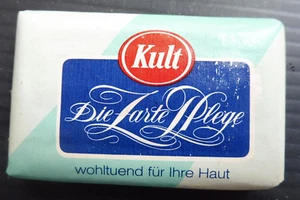 Kult
Die Zarte Pflege
wohltuend für Ihre Haut